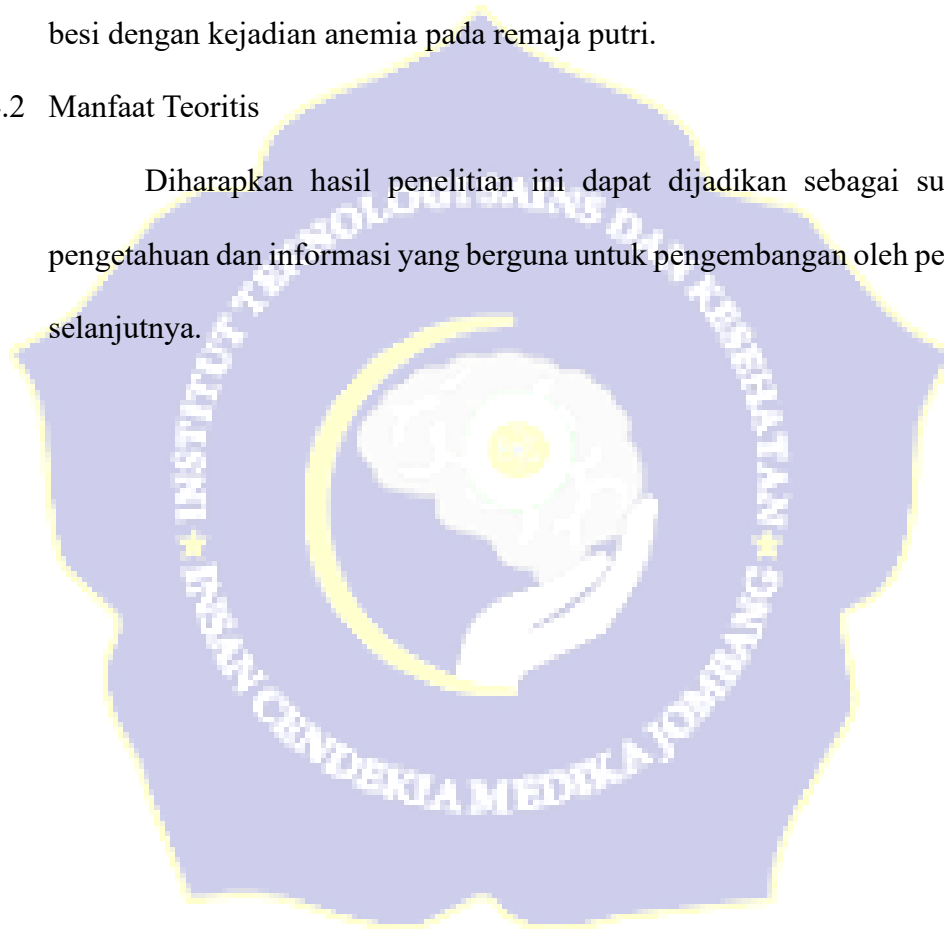 besi dengan kejadian anemia pada remaja putri.
.2 Manfaat Teoritis
Diharapkan hasil penelitian ini dapat dijadikan sebagai su
pengetahuan dan informasi yang berguna untuk pengembangan oleh pe
selanjutnya.
INSTITUT TEKNOLOGI SAINS DAN KESEHATAN
INSAN CENDEKIA MEDIKA JOMBANG